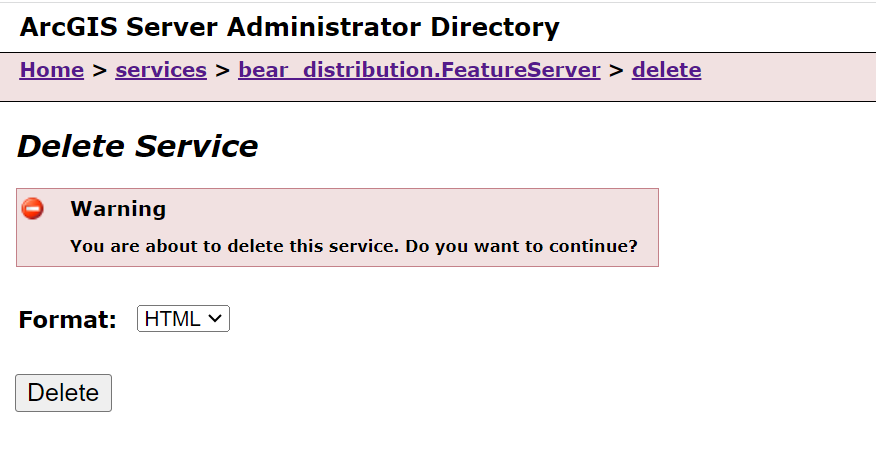 ArcGIS Server Administrator Directory
Home > services > bear_distribution.FeatureServer > delete
Delete Service
Warning
You are about to delete this service. Do you want to continue?
Format: HTML
Delete